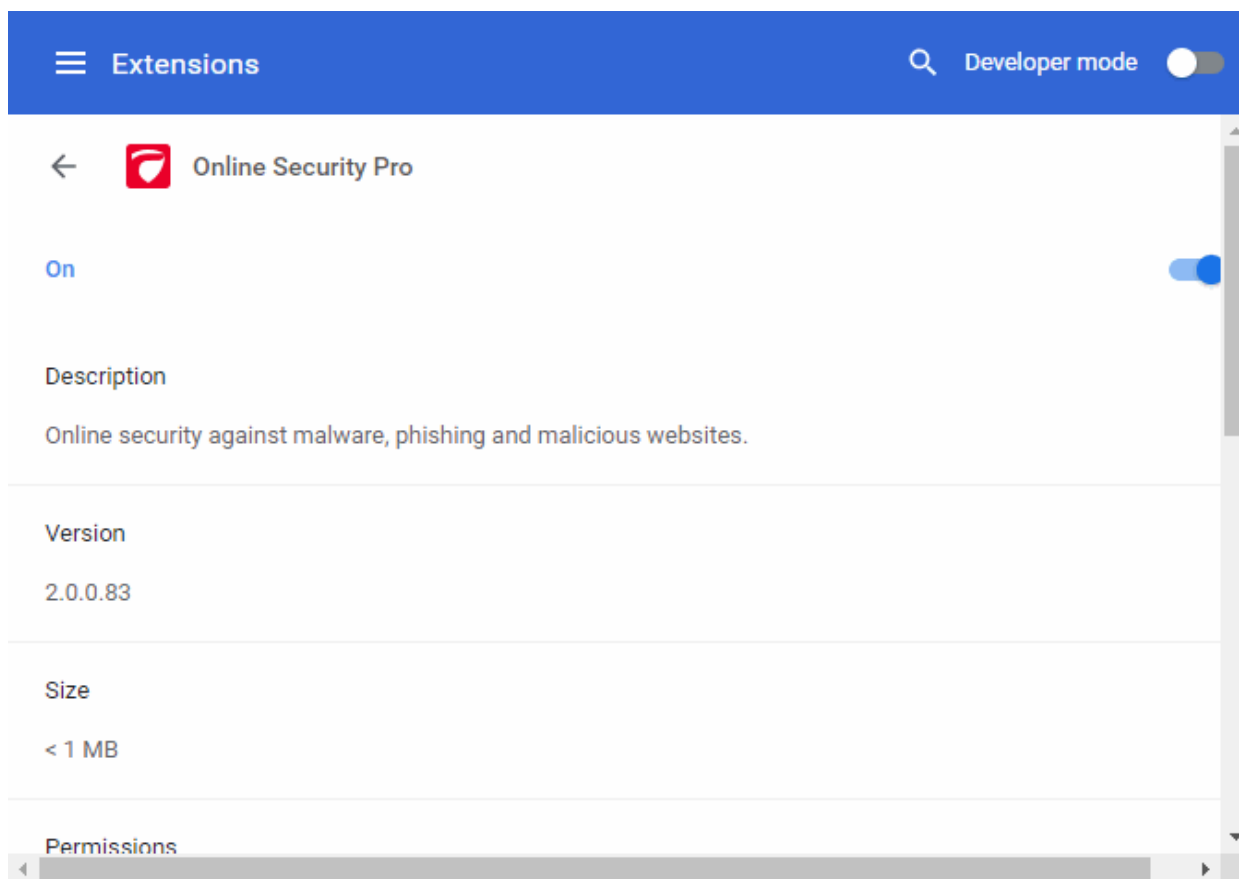 Extensions
Developer mode
Online Security Pro
On
Description
Online security against malware, phishing and malicious websites.
Version
2.0.0.83
Size
< 1 MB
Permissions